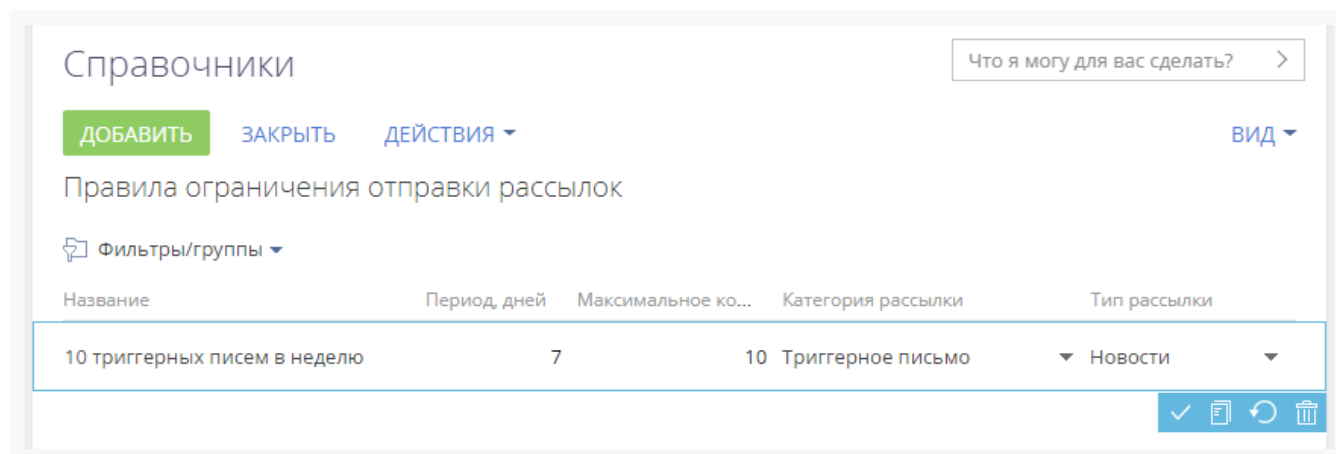 Справочники
Что я могу для вас сделать?
ДОБАВИТЬ ЗАКРЫТЬ ДЕЙСТВИЯ ВИД
Правила ограничения отправки рассылок
Фильтры/группы
Название Период, дней Максимальное ко... Категория рассылки Тип рассылки
10 триггерных писем в неделю 7 10 Триггерное письмо Новости